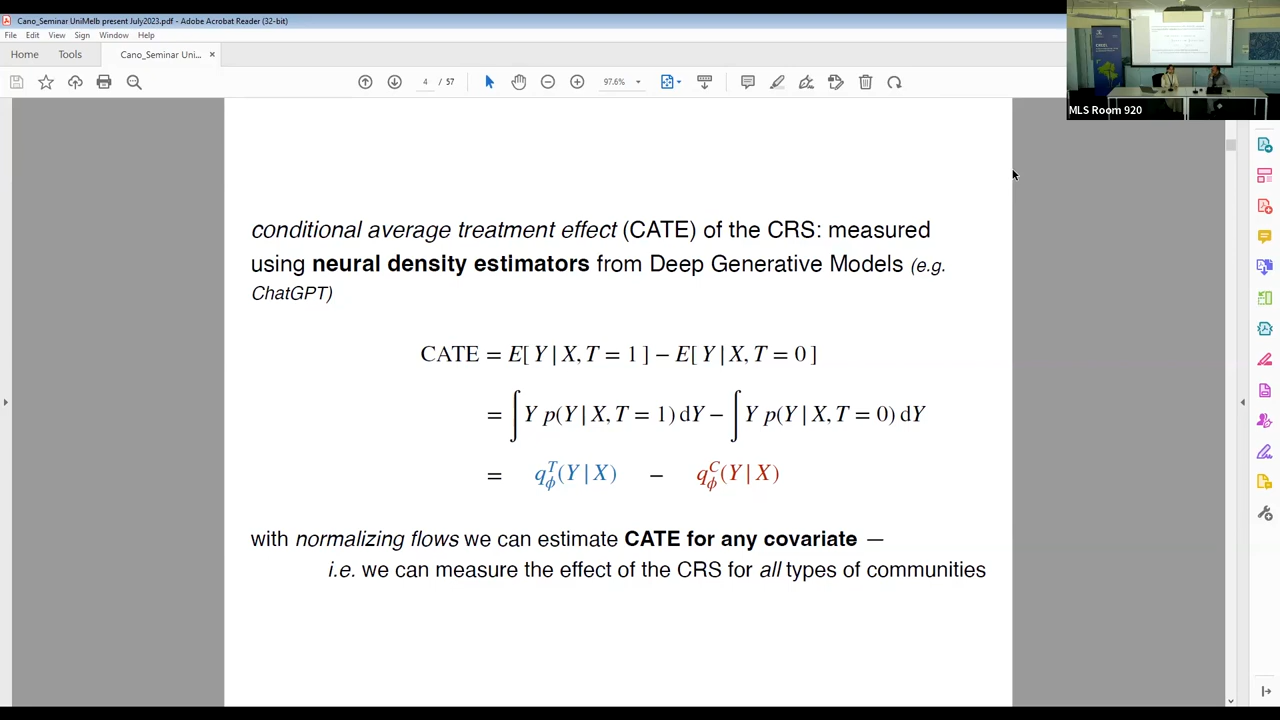 Cano_Seminar UniMelb present July2023.pdf - Adobe Acrobat Reader (32-bit)
File Edit View Sign Window Help
Home Tools Cano_Seminar Uni... ×
4 / 57 97.6%
MLS Room 920
conditional average treatment effect (CATE) of the CRS: measured
using neural density estimators from Deep Generative Models (e.g.
ChatGPT)
CATE = E[ Y | X, T = 1 ] − E[ Y | X, T = 0 ]
= ∫ Y p(Y | X, T = 1) dY − ∫ Y p(Y | X, T = 0) dY
= q_ϕ^T(Y | X) − q_ϕ^C(Y | X)
with normalizing flows we can estimate CATE for any covariate —
i.e. we can measure the effect of the CRS for all types of communities